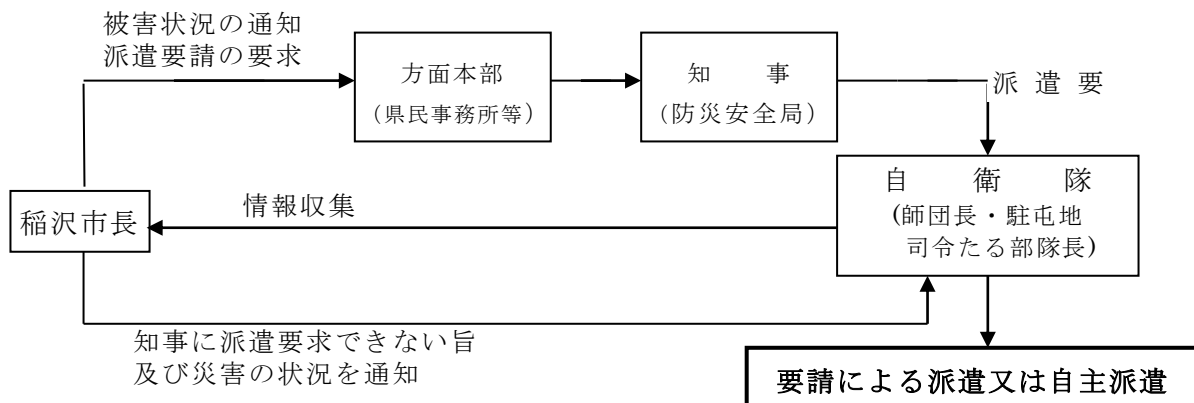 被害状況の通知
派遣要請の要求
方面本部
（県民事務所等）
知　　事
(防災安全局)
派 遣 要
自　　衛　　隊
(師団長・駐屯地
司令たる部隊長)
稲沢市長
情報収集
知事に派遣要求できない旨
及び災害の状況を通知
要請による派遣又は自主派遣